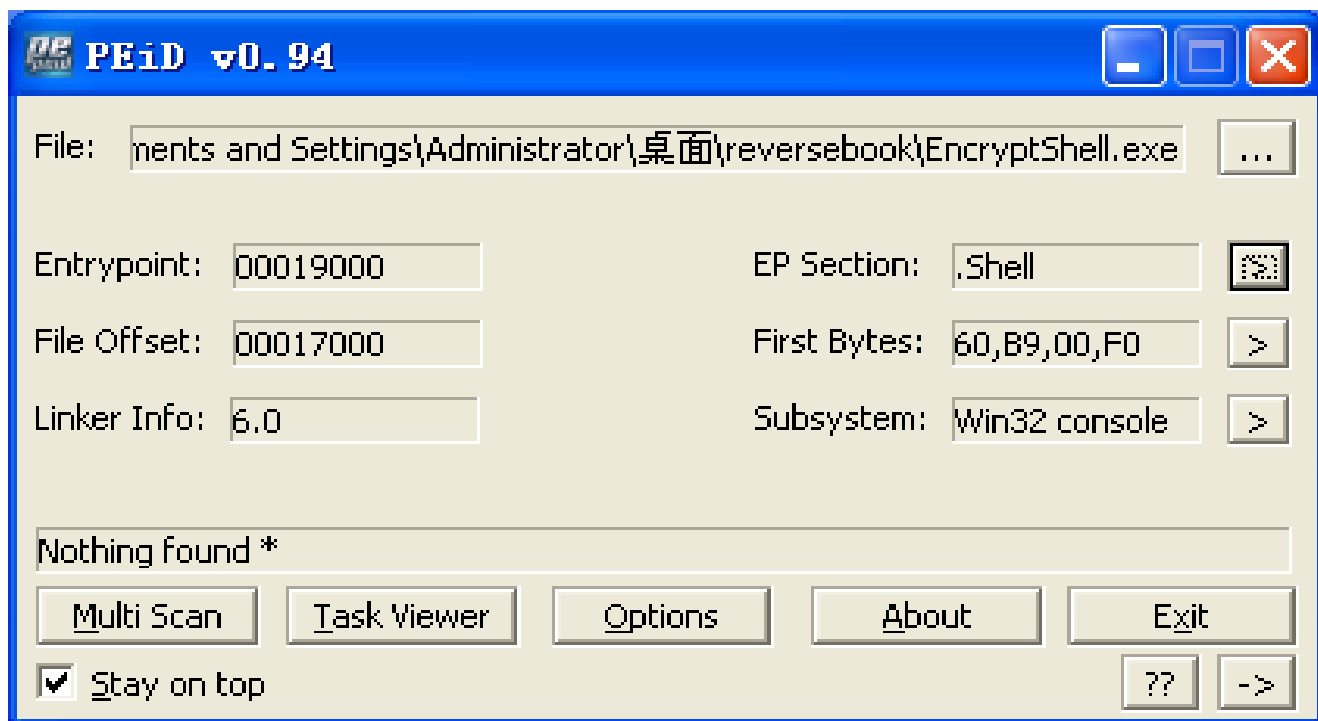 PE
PEiD v0.94
File: ments and Settings\Administrator\桌面\reversebook\EncryptShell.exe ...
Entrypoint: 00019000 EP Section: .Shell >
File Offset: 00017000 First Bytes: 60,B9,00,F0 >
Linker Info: 6.0 Subsystem: Win32 console >
Nothing found *
Multi Scan Task Viewer Options About Exit
Stay on top ?? ->